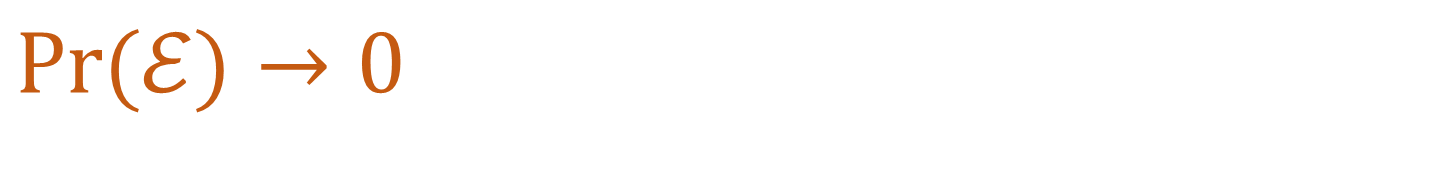 Pr(ℰ) → 0